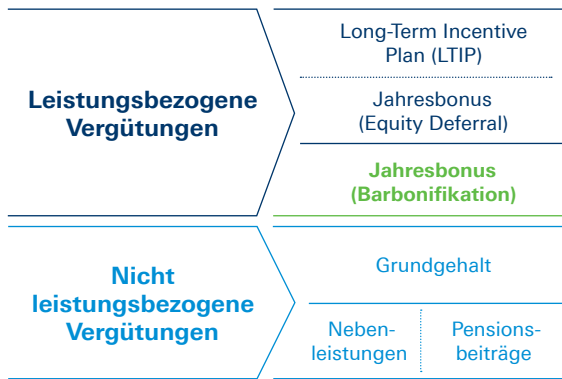 Leistungsbezogene
Vergütungen
Long-Term Incentive
Plan (LTIP)
Jahresbonus
(Equity Deferral)
Jahresbonus
(Barbonifikation)
Nicht
leistungsbezogene
Vergütungen
Grundgehalt
Neben-
leistungen
Pensions-
beiträge